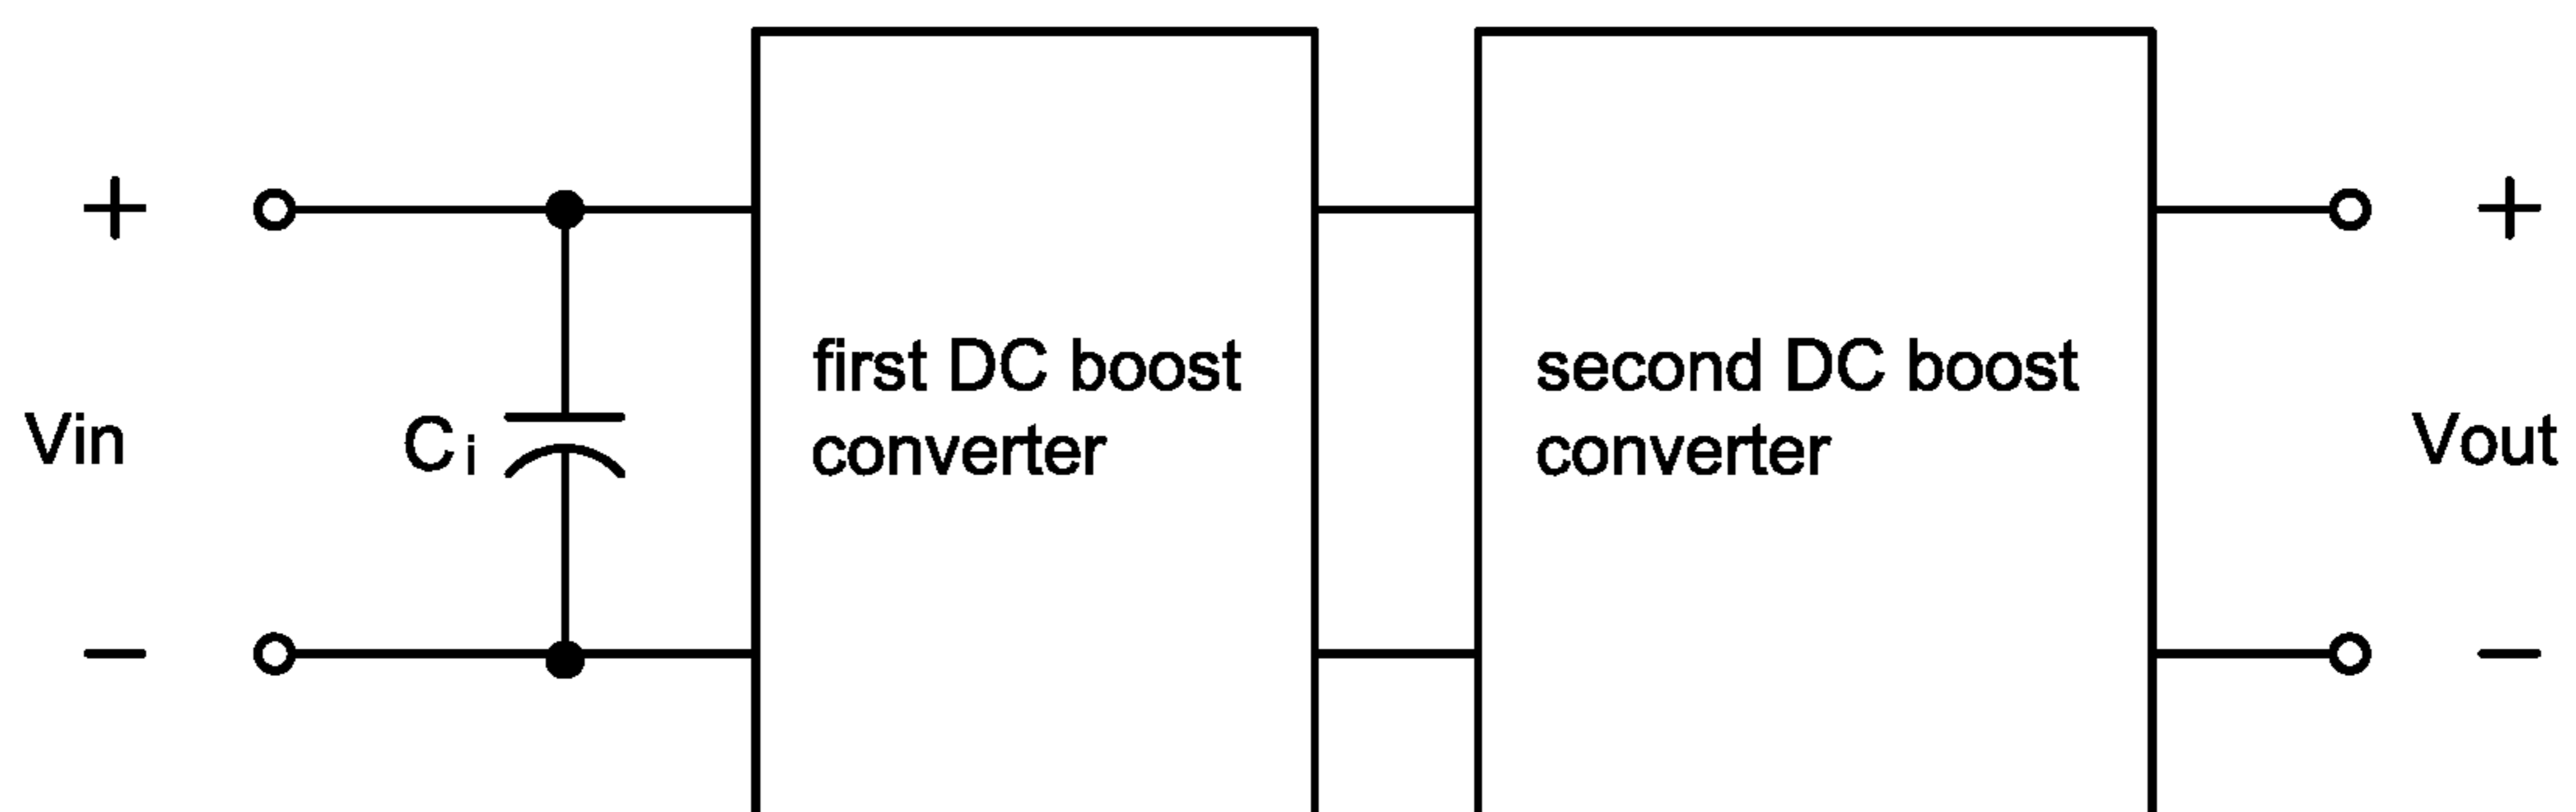 +
+
first DC boost
converter
second DC boost
converter
Vin
Ci
Vout
−
−